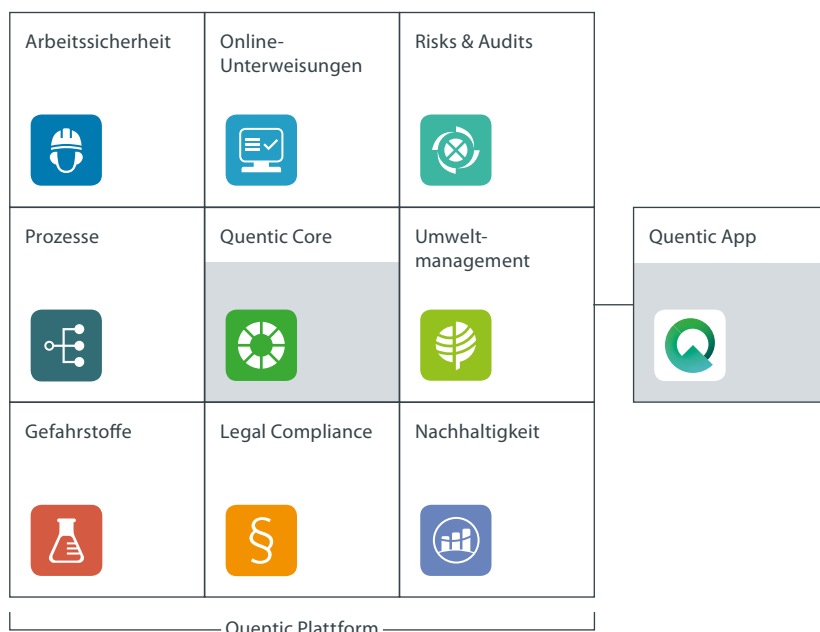 Arbeitssicherheit
Online-
Unterweisungen
Risks & Audits
Prozesse
Quentic Core
Umwelt-
management
Quentic App
Gefahrstoffe
Legal Compliance
§
Nachhaltigkeit
Quentic Plattform